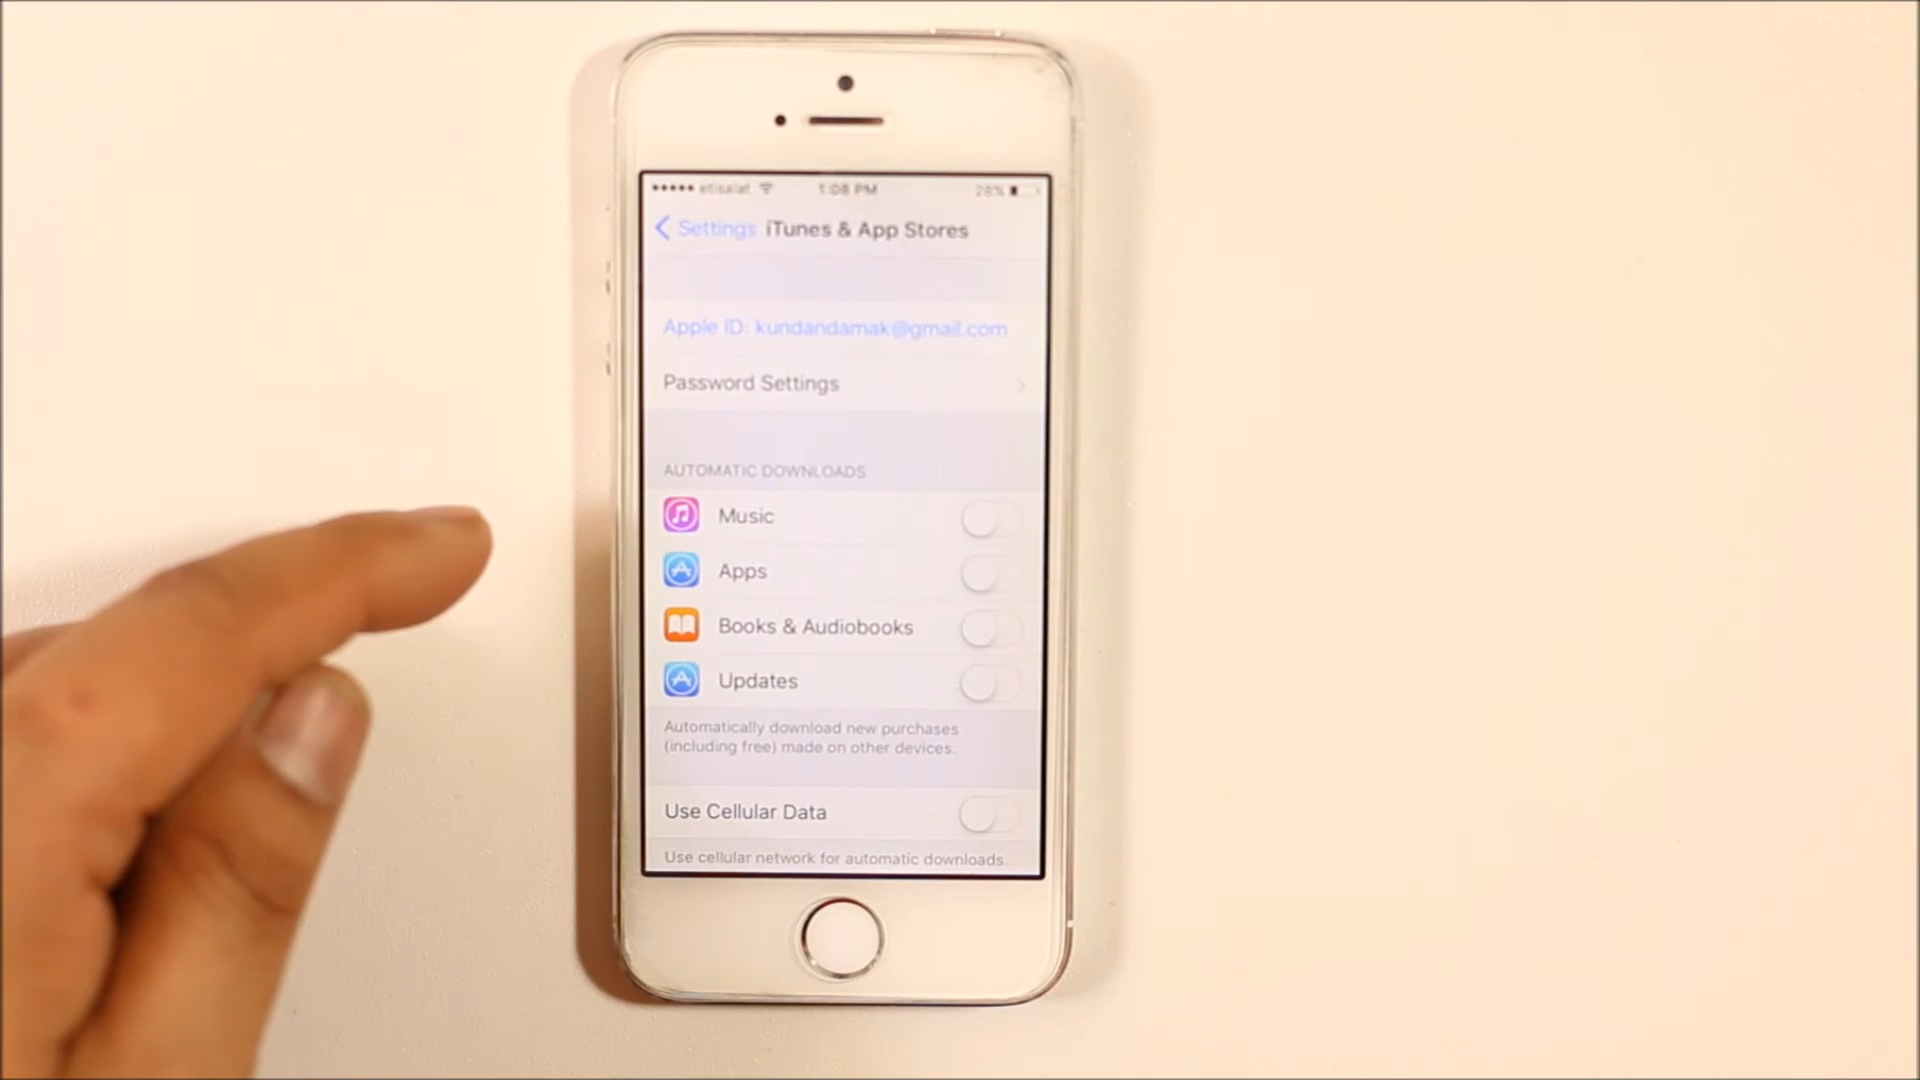 etisalat 1:08 PM 28%
Settings iTunes & App Stores
Apple ID: kundandamak@gmail.com
Password Settings
AUTOMATIC DOWNLOADS
Music
Apps
Books & Audiobooks
Updates
Automatically download new purchases
(including free) made on other devices.
Use Cellular Data
Use cellular network for automatic downloads.